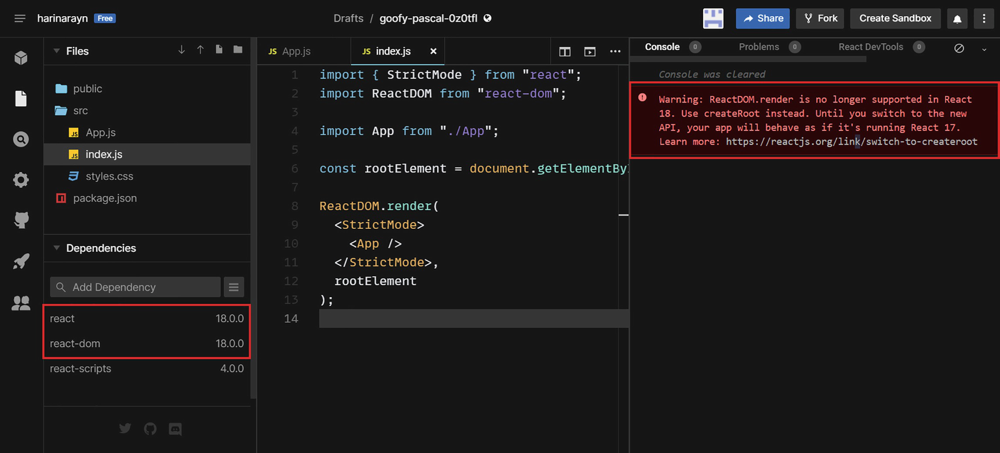 harinarayn Free
Drafts / goofy-pascal-0z0tfl
Share
Fork
Create Sandbox
Files
public
src
JS App.js
JS index.js
styles.css
package.json
Dependencies
Add Dependency
react 18.0.0
react-dom 18.0.0
react-scripts 4.0.0
JS App.js
JS index.js
1 import { StrictMode } from "react";
2 import ReactDOM from "react-dom";
3
4 import App from "./App";
5
6 const rootElement = document.getElementBy
7
8 ReactDOM.render(
9 <StrictMode>
10 <App />
11 </StrictMode>,
12 rootElement
13 );
14
Console 0
Problems 0
React DevTools 0
Console was cleared
Warning: ReactDOM.render is no longer supported in React
18. Use createRoot instead. Until you switch to the new
API, your app will behave as if it's running React 17.
Learn more: https://reactjs.org/link/switch-to-createroot